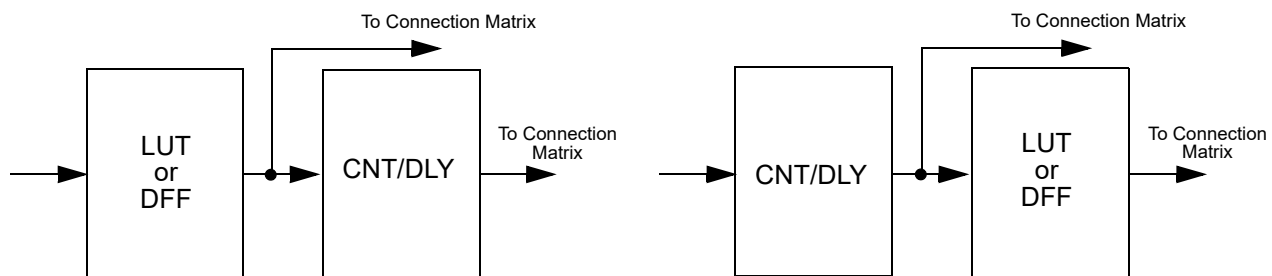 To Connection Matrix
LUT
or
DFF
CNT/DLY
To Connection
Matrix
To Connection Matrix
CNT/DLY
LUT
or
DFF
To Connection
Matrix